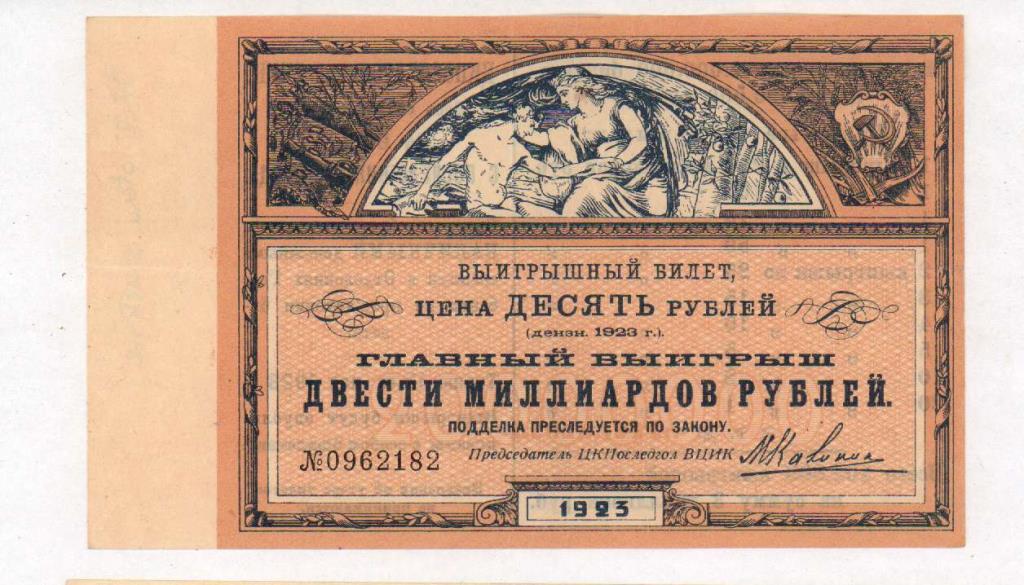 ВЫИГРЫШНЫЙ БИЛЕТ,
ЦЕНА ДЕСЯТЬ РУБЛЕЙ
(дензн. 1923 г.).
ГЛАВНЫЙ ВЫИГРЫШ
ДВЕСТИ МИЛЛИАРДОВ РУБЛЕЙ.
ПОДДЕЛКА ПРЕСЛЕДУЕТСЯ ПО ЗАКОНУ.
№0962182 Председатель ЦКПоследгол ВЦИК
1923